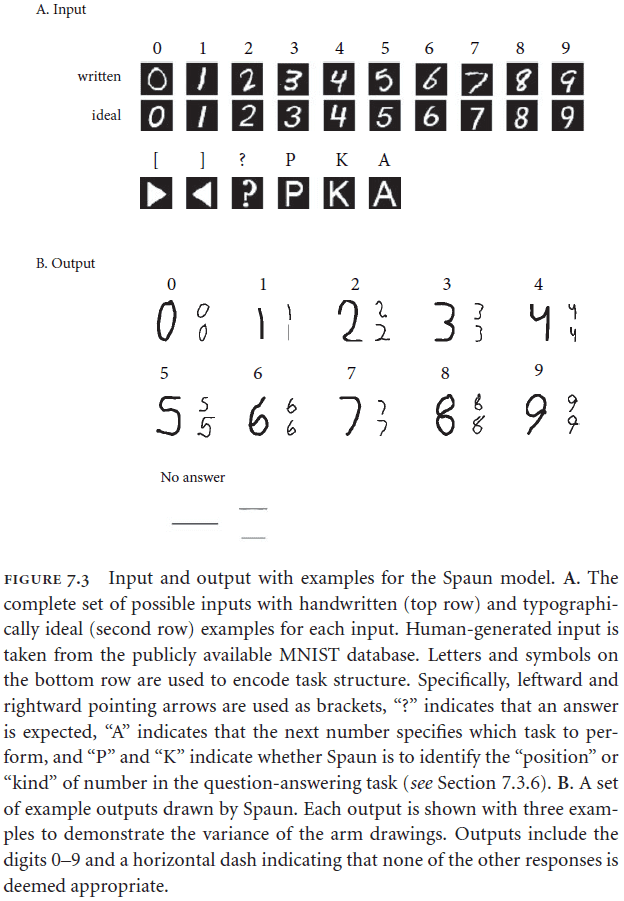 A. Input
0 1 2 3 4 5 6 7 8 9
written 0 1 2 3 4 5 6 7 8 9
ideal 0 1 2 3 4 5 6 7 8 9
[ ] ? P K A
▶ ◀ ? P K A
B. Output
0 1 2 3 4
0 0 1 1 2 2 3 3 4 4
0 1 2 3 4
5 6 7 8 9
5 5 6 6 7 7 8 8 9 9
5 6 7 8 9
No answer
FIGURE 7.3 Input and output with examples for the Spaun model. A. The
complete set of possible inputs with handwritten (top row) and typographi-
cally ideal (second row) examples for each input. Human-generated input is
taken from the publicly available MNIST database. Letters and symbols on
the bottom row are used to encode task structure. Specifically, leftward and
rightward pointing arrows are used as brackets, “?” indicates that an answer
is expected, “A” indicates that the next number specifies which task to per-
form, and “P” and “K” indicate whether Spaun is to identify the “position” or
“kind” of number in the question-answering task (see Section 7.3.6). B. A set
of example outputs drawn by Spaun. Each output is shown with three exam-
ples to demonstrate the variance of the arm drawings. Outputs include the
digits 0–9 and a horizontal dash indicating that none of the other responses is
deemed appropriate.